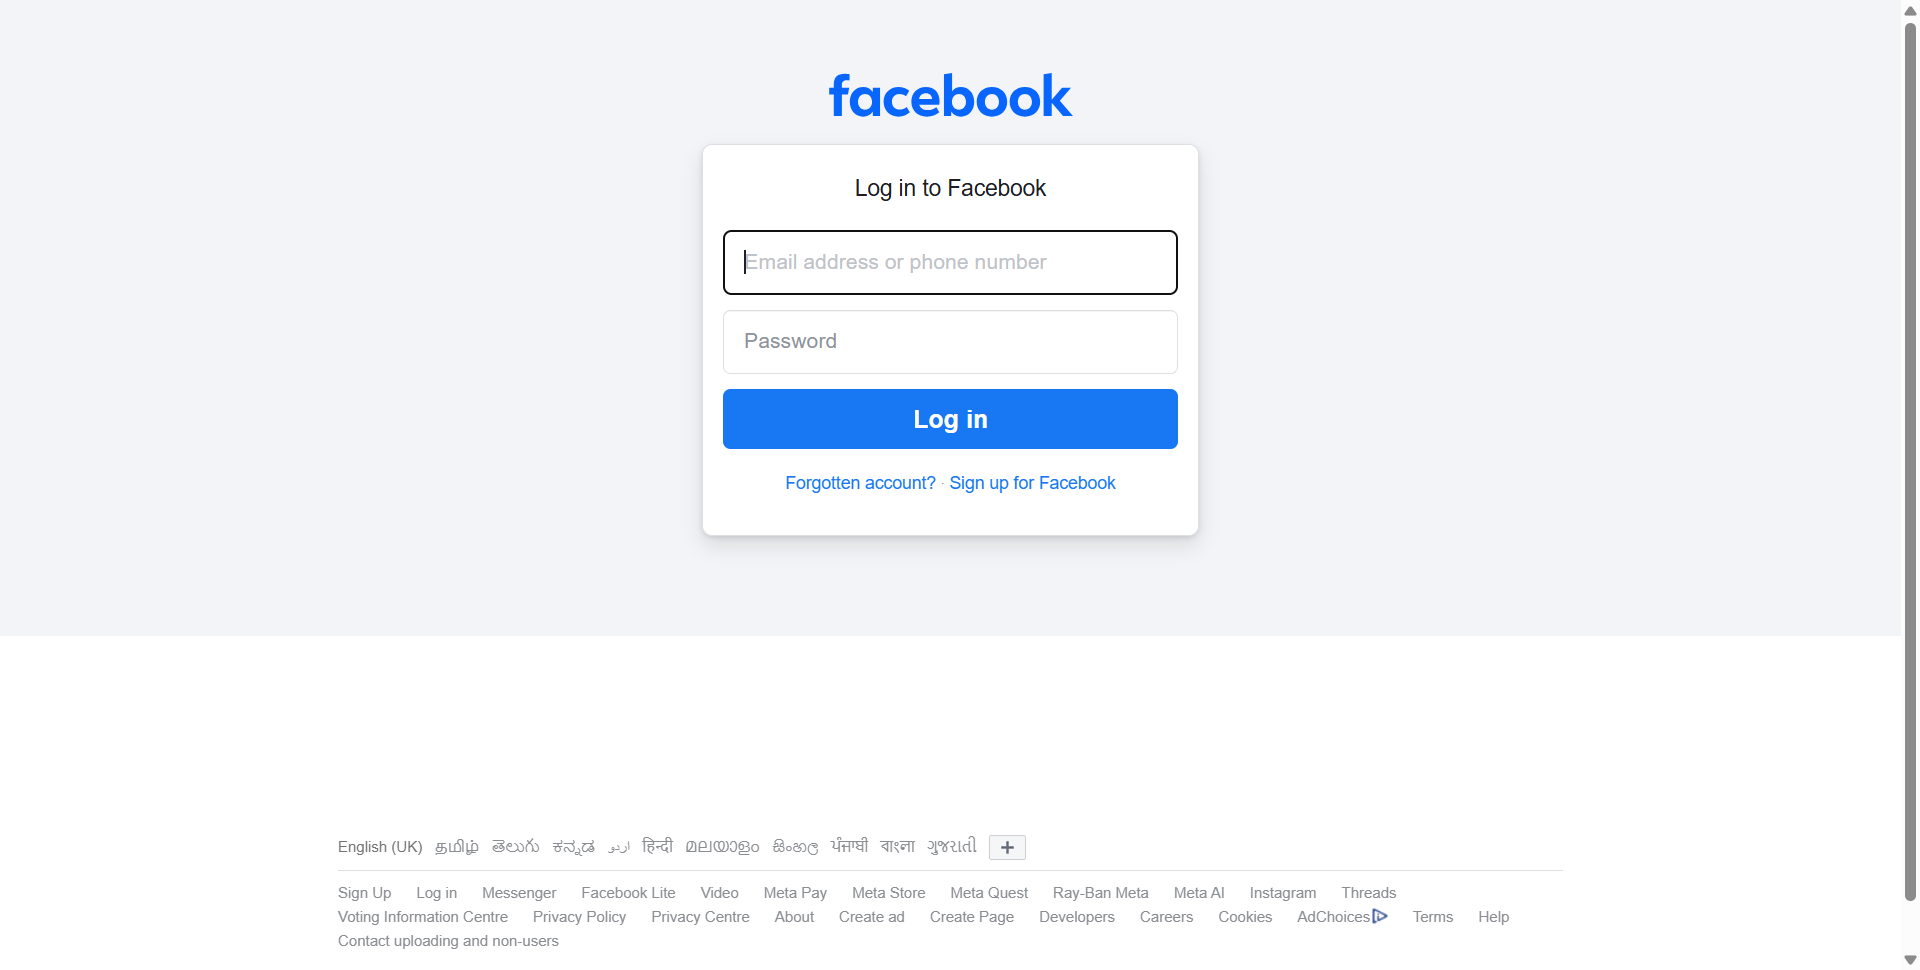 facebook
Log in to Facebook
Email address or phone number
Password
Log in
Forgotten account? · Sign up for Facebook
English (UK) தமிழ் తెలుగు ಕನ್ನಡ اردو हिन्दी മലയാളം සිංහල ਪੰਜਾਬੀ বাংলা ગુજરાતી +
Sign Up Log in Messenger Facebook Lite Video Meta Pay Meta Store Meta Quest Ray-Ban Meta Meta AI Instagram Threads
Voting Information Centre Privacy Policy Privacy Centre About Create ad Create Page Developers Careers Cookies AdChoices Terms Help
Contact uploading and non-users